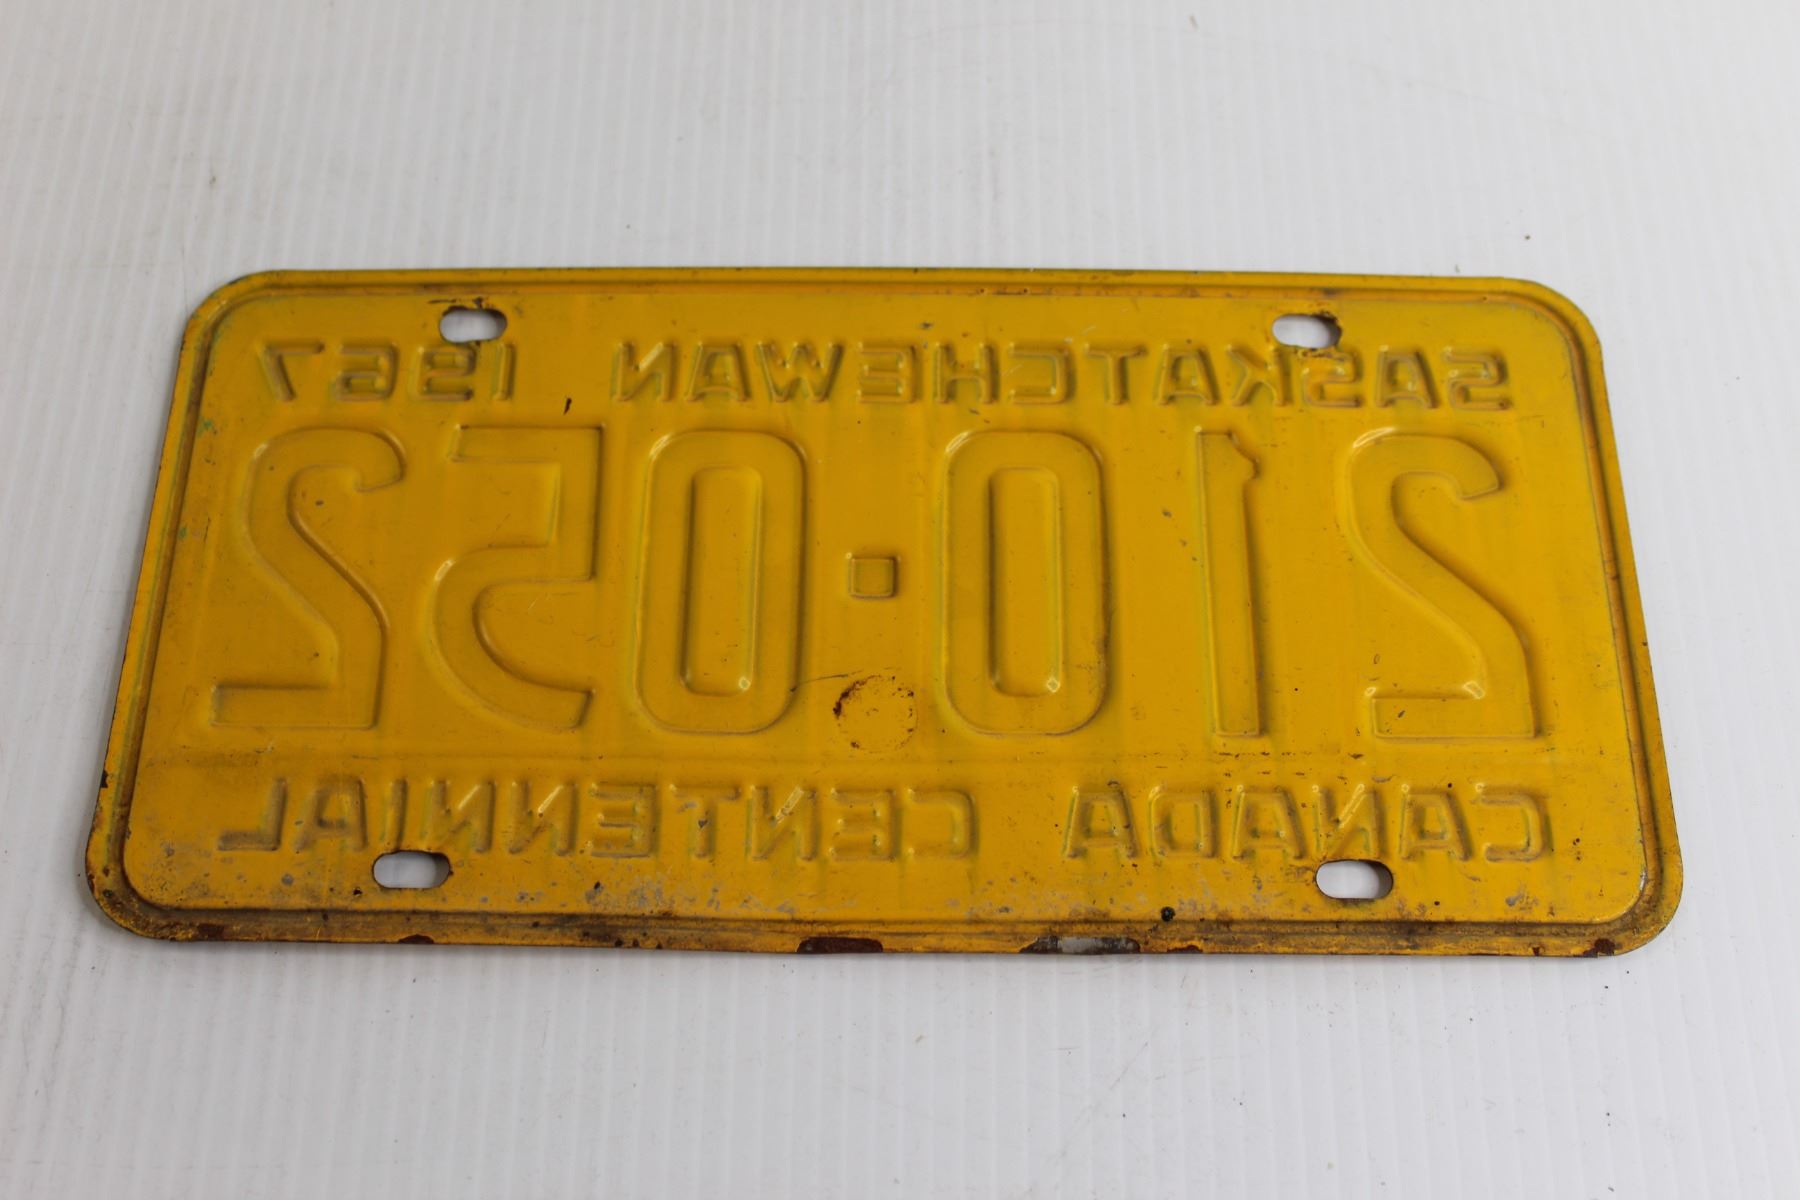 SASKATCHEWAN 1967
210·052
CANADA CENTENNIAL